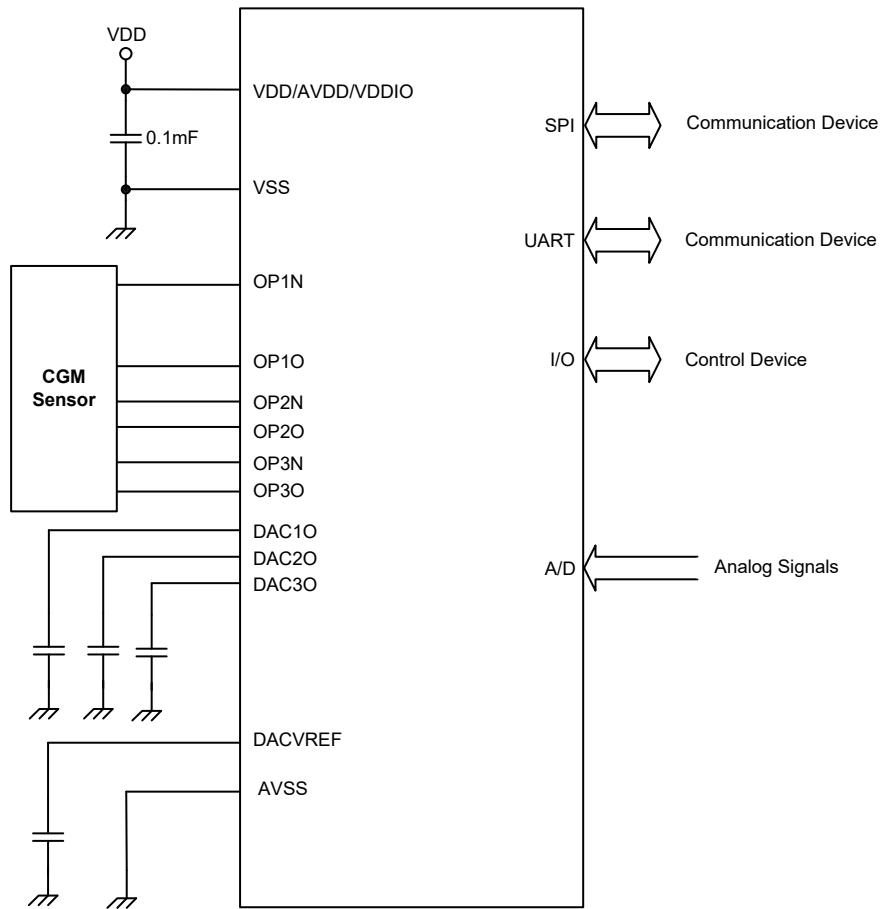 VDD
VDD/AVDD/VDDIO
0.1mF
VSS
SPI
Communication Device
UART
Communication Device
OP1N
I/O
Control Device
OP1O
CGM
Sensor
OP2N
OP2O
OP3N
OP3O
DAC1O
DAC2O
DAC3O
A/D
Analog Signals
DACVREF
AVSS